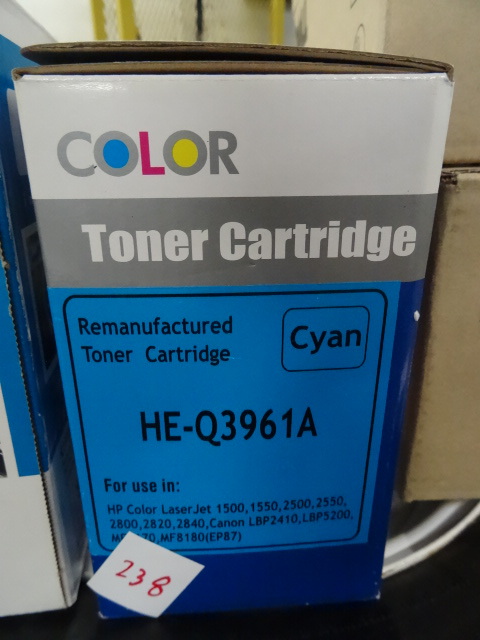 COLOR
Toner Cartridge
Remanufactured
Toner Cartridge
Cyan
HE-Q3961A
For use in:
HP Color LaserJet 1500,1550,2500,2550,
2800,2820,2840,Canon LBP2410,LBP5200,
MF8180(EP87)
238